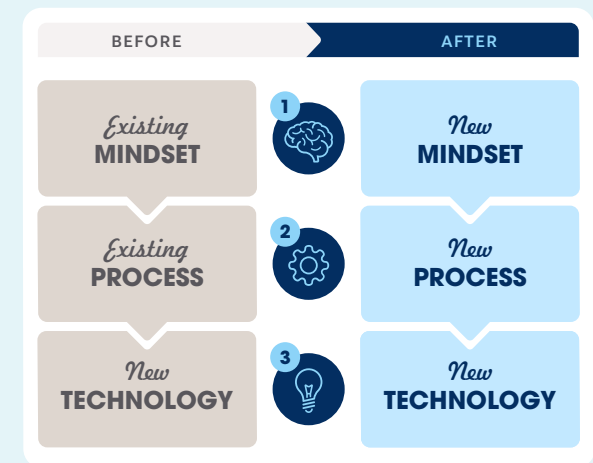 BEFORE
AFTER
Existing
MINDSET
1
New
MINDSET
Existing
PROCESS
2
New
PROCESS
New
TECHNOLOGY
3
New
TECHNOLOGY